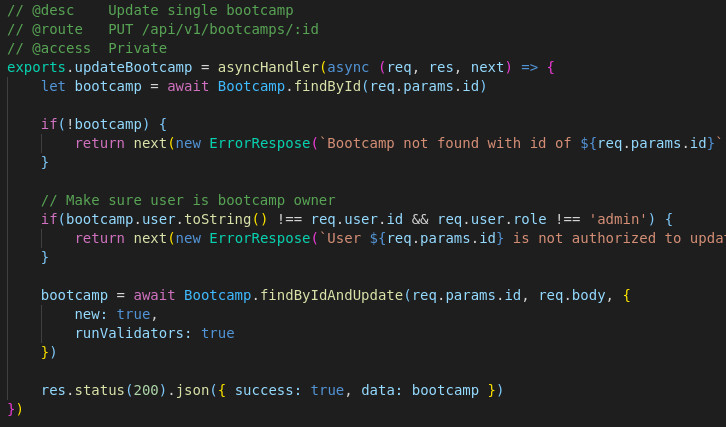 // @desc    Update single bootcamp
// @route   PUT /api/v1/bootcamps/:id
// @access  Private
exports.updateBootcamp = asyncHandler(async (req, res, next) => {
    let bootcamp = await Bootcamp.findById(req.params.id)
    if(!bootcamp) {
        return next(new ErrorRespose(`Bootcamp not found with id of ${req.params.id}`
    }
    // Make sure user is bootcamp owner
    if(bootcamp.user.toString() !== req.user.id && req.user.role !== 'admin') {
        return next(new ErrorRespose(`User ${req.params.id} is not authorized to upda
    }
    bootcamp = await Bootcamp.findByIdAndUpdate(req.params.id, req.body, {
        new: true,
        runValidators: true
    })
    res.status(200).json({ success: true, data: bootcamp })
})